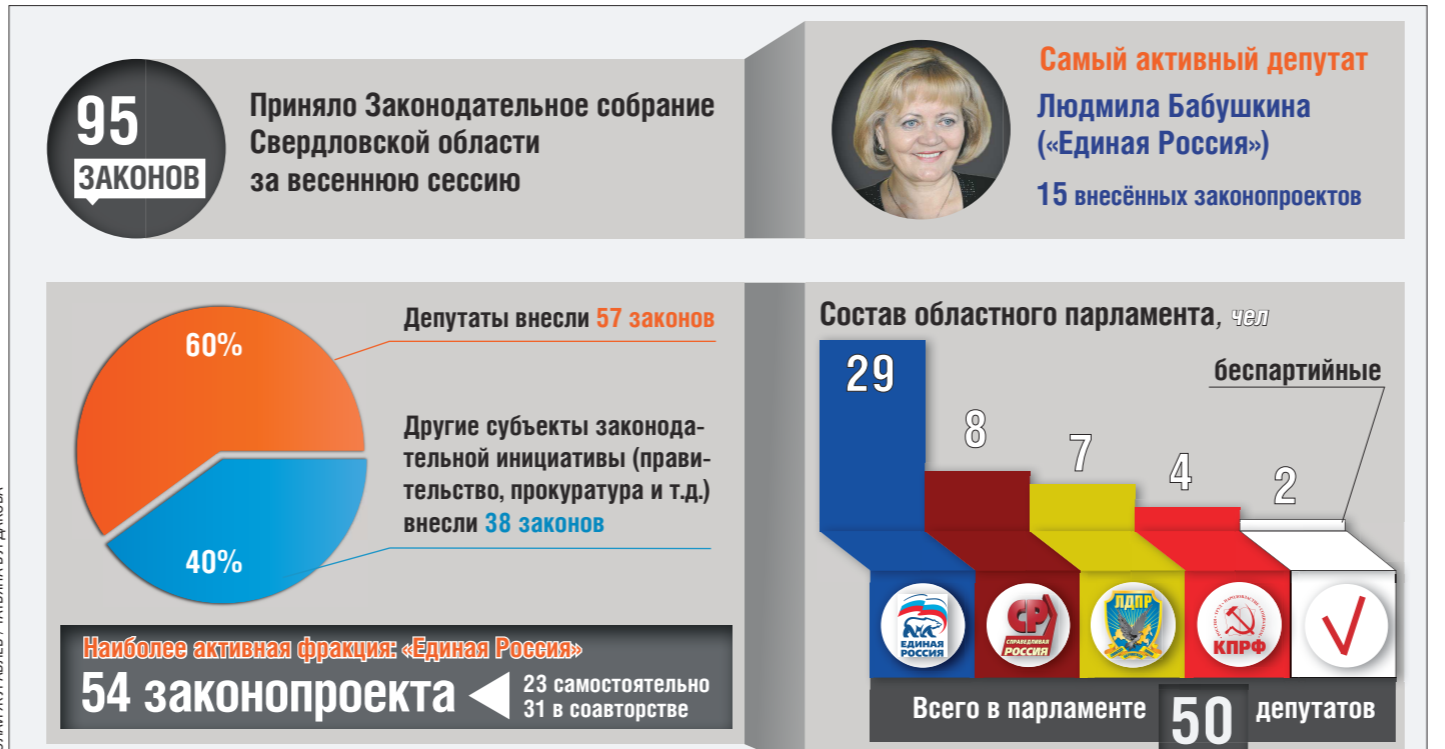 95
ЗАКОНОВ
Приняло Законодательное собрание
Свердловской области
за весеннюю сессию
Самый активный депутат
Людмила Бабушкина
(«Единая Россия»)
15 внесённых законопроектов
60%
40%
Депутаты внесли 57 законов
Другие субъекты законода-
тельной инициативы (прави-
тельство, прокуратура и т.д.)
внесли 38 законов
Наиболее активная фракция: «Единая Россия»
54 законопроекта
23 самостоятельно
31 в соавторстве
Состав областного парламента, чел
беспартийные
29
8
7
4
2
ЕДИНАЯ
РОССИЯ
СР
СПРАВЕДЛИВАЯ
РОССИЯ
ЛДПР
КПРФ
Всего в парламенте 50 депутатов